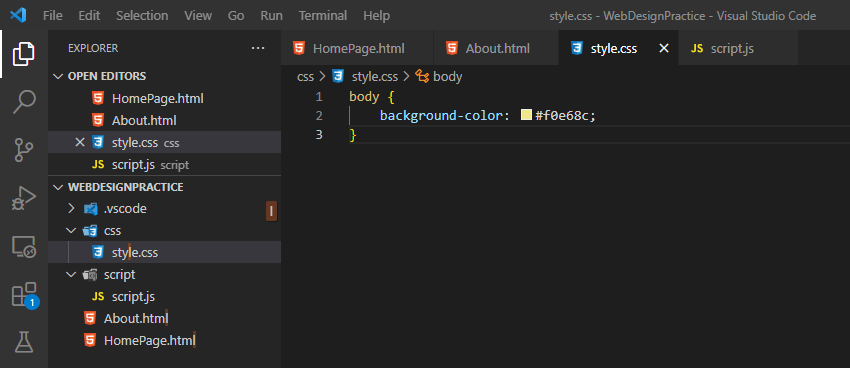 File Edit Selection View Go Run Terminal Help style.css - WebDesignPractice - Visual Studio Code
EXPLORER ...
HomePage.html About.html style.css JS script.js
OPEN EDITORS
css > style.css > body
HomePage.html
About.html
style.css css
JS script.js script
1 body {
2 background-color: #f0e68c;
3 }
WEBDESIGNPRACTICE
.vscode
l
css
style.css
script
JS script.js
About.html
HomePage.html
1